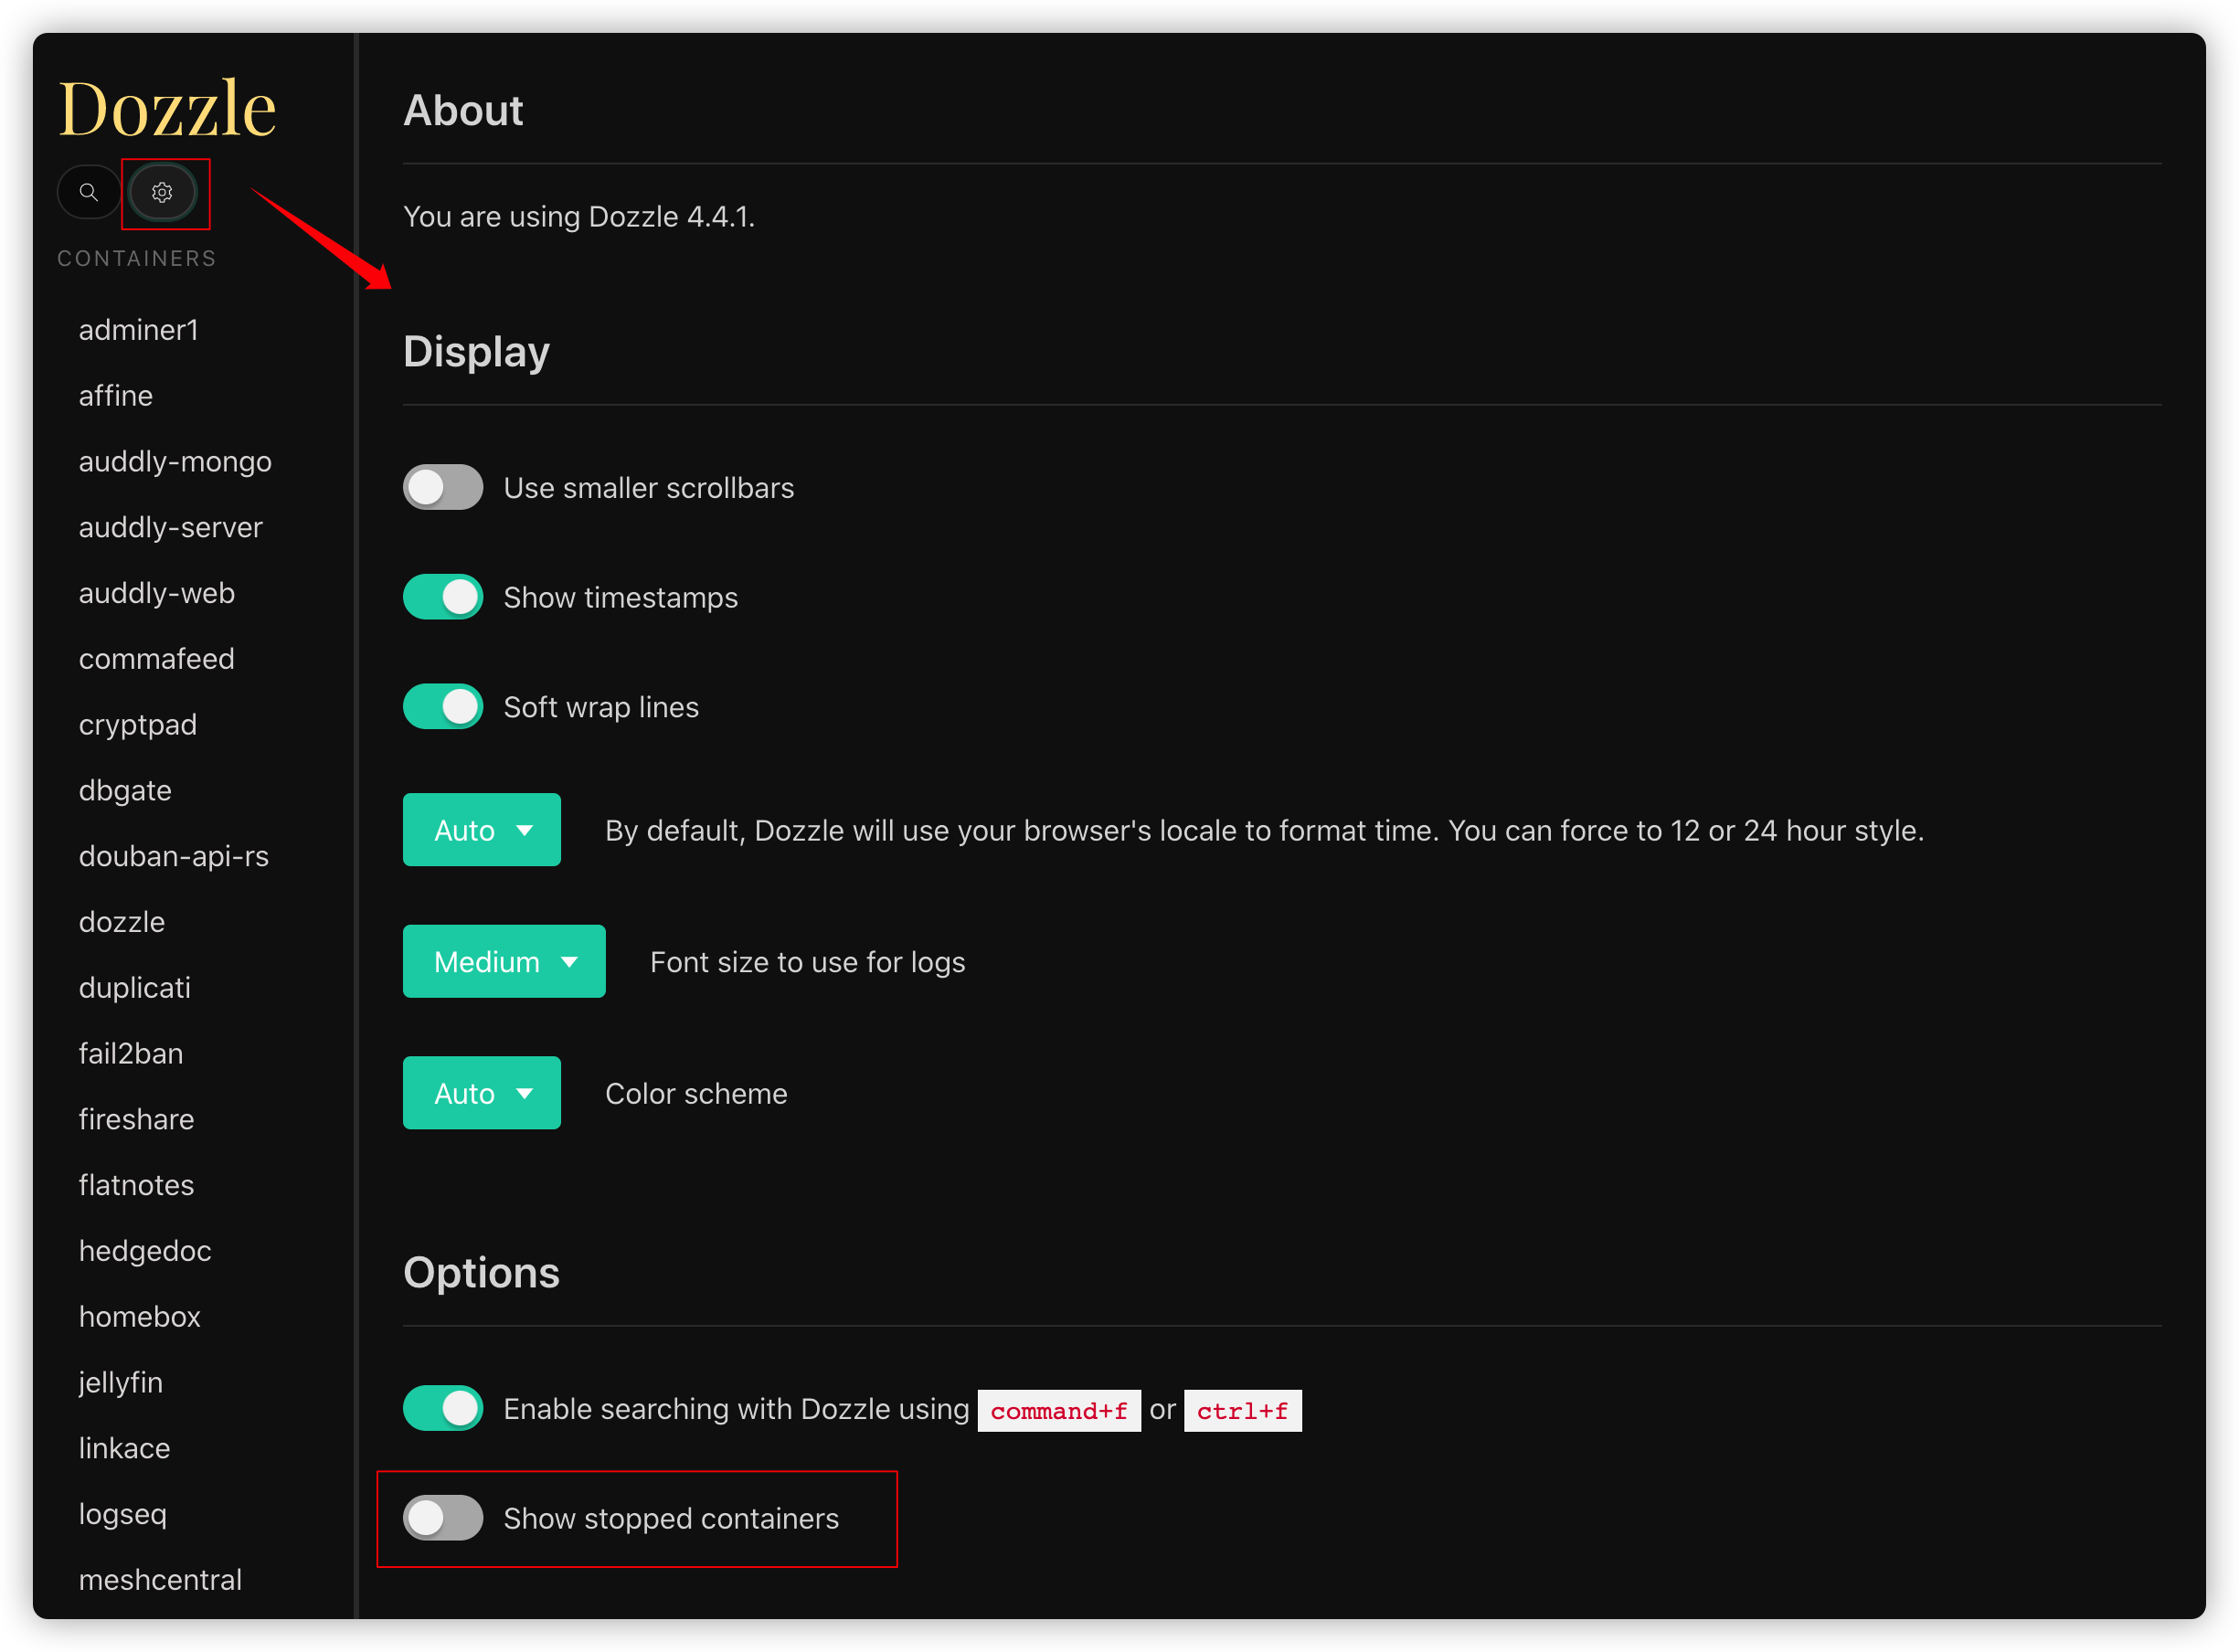 Dozzle
CONTAINERS
adminer1
affine
auddly-mongo
auddly-server
auddly-web
commafeed
cryptpad
dbgate
douban-api-rs
dozzle
duplicati
fail2ban
fireshare
flatnotes
hedgedoc
homebox
jellyfin
linkace
logseq
meshcentral
About
You are using Dozzle 4.4.1.
Display
Use smaller scrollbars
Show timestamps
Soft wrap lines
Auto By default, Dozzle will use your browser's locale to format time. You can force to 12 or 24 hour style.
Medium Font size to use for logs
Auto Color scheme
Options
Enable searching with Dozzle using command+f or ctrl+f
Show stopped containers